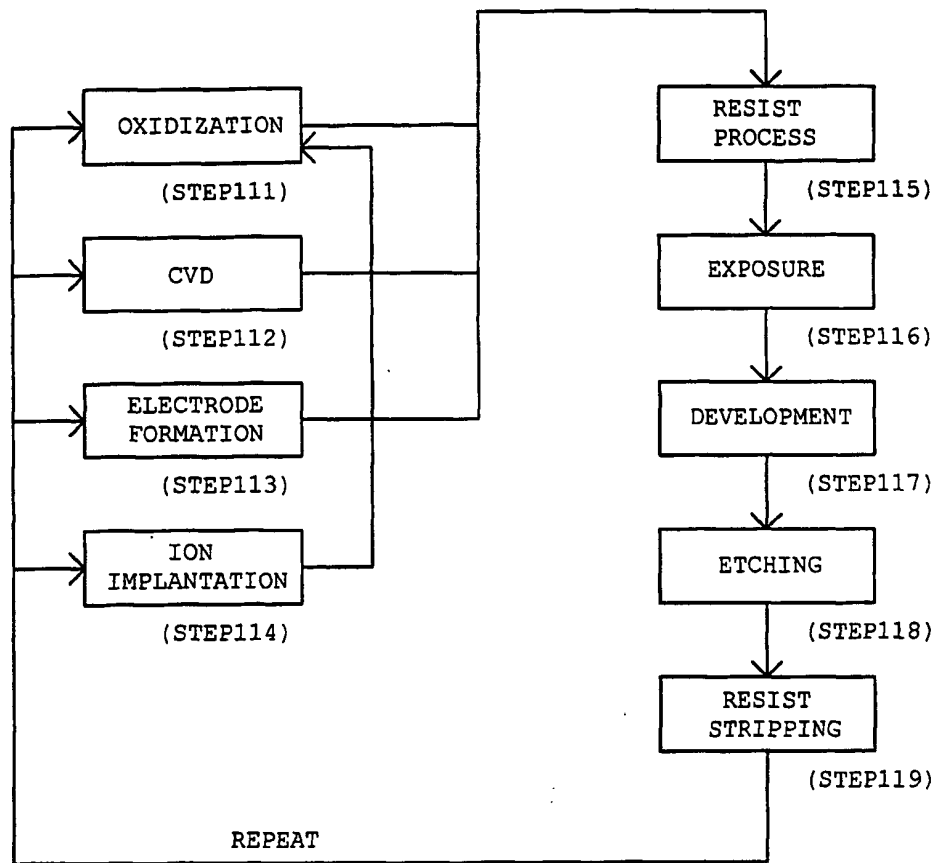 OXIDIZATION
(STEP111)
CVD
(STEP112)
ELECTRODE
FORMATION
(STEP113)
ION
IMPLANTATION
(STEP114)
RESIST
PROCESS
(STEP115)
EXPOSURE
(STEP116)
DEVELOPMENT
(STEP117)
ETCHING
(STEP118)
RESIST
STRIPPING
(STEP119)
REPEAT